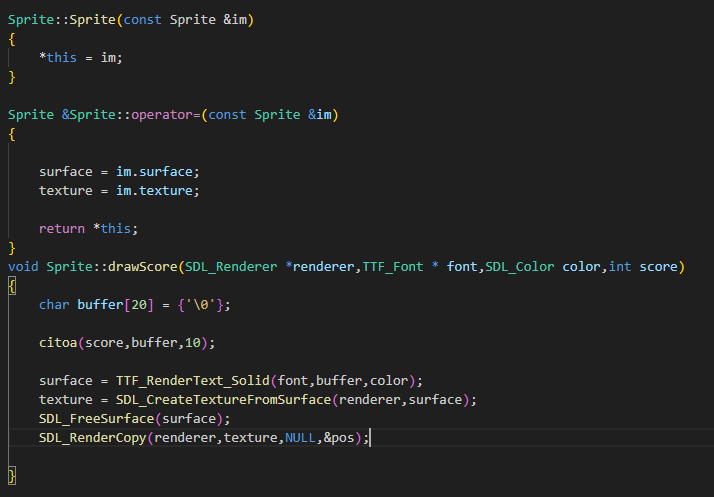 Sprite::Sprite(const Sprite &im)
{
    *this = im;
}
Sprite &Sprite::operator=(const Sprite &im)
{
    surface = im.surface;
    texture = im.texture;
    return *this;
}
void Sprite::drawScore(SDL_Renderer *renderer,TTF_Font * font,SDL_Color color,int score)
{
    char buffer[20] = {'\0'};
    citoa(score,buffer,10);
    surface = TTF_RenderText_Solid(font,buffer,color);
    texture = SDL_CreateTextureFromSurface(renderer,surface);
    SDL_FreeSurface(surface);
    SDL_RenderCopy(renderer,texture,NULL,&pos);
}